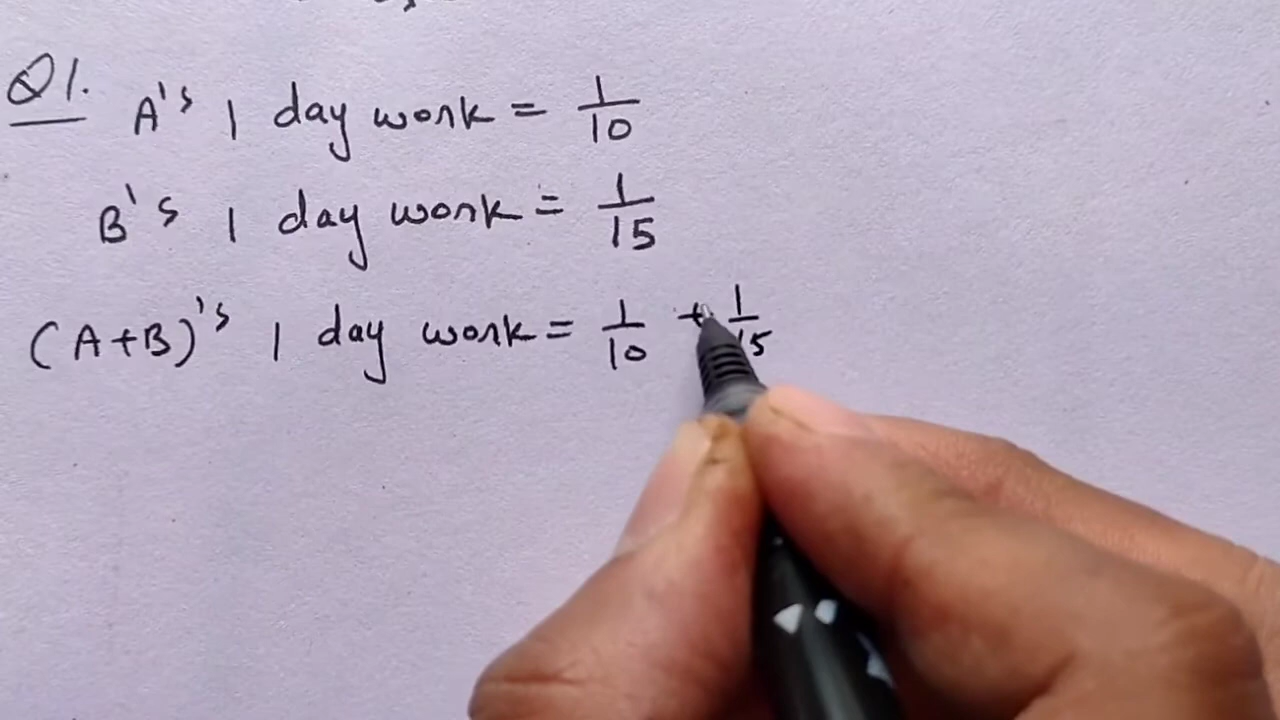 Q1. A's 1 day work = 1/10
B's 1 day work = 1/15
(A+B)'s 1 day work = 1/10 + 1/15